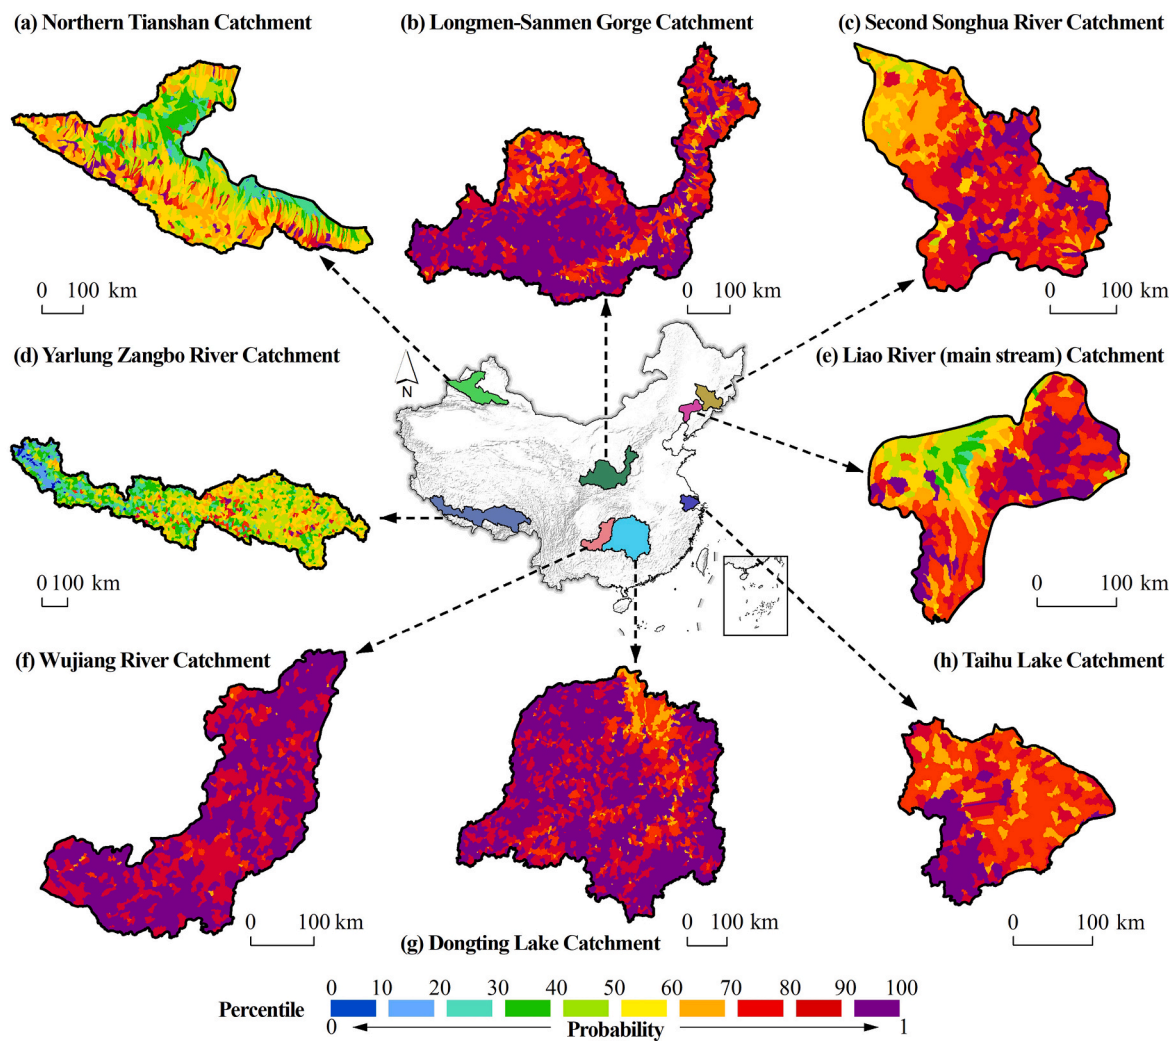 (a) Northern Tianshan Catchment
(b) Longmen-Sanmen Gorge Catchment
(c) Second Songhua River Catchment
0 100 km
0 100 km
0 100 km
(d) Yarlung Zangbo River Catchment
N
(e) Liao River (main stream) Catchment
0 100 km
0 100 km
(f) Wujiang River Catchment
(h) Taihu Lake Catchment
0 100 km
0 100 km
0 100 km
(g) Dongting Lake Catchment
0 10 20 30 40 50 60 70 80 90 100
Percentile
0 Probability 1